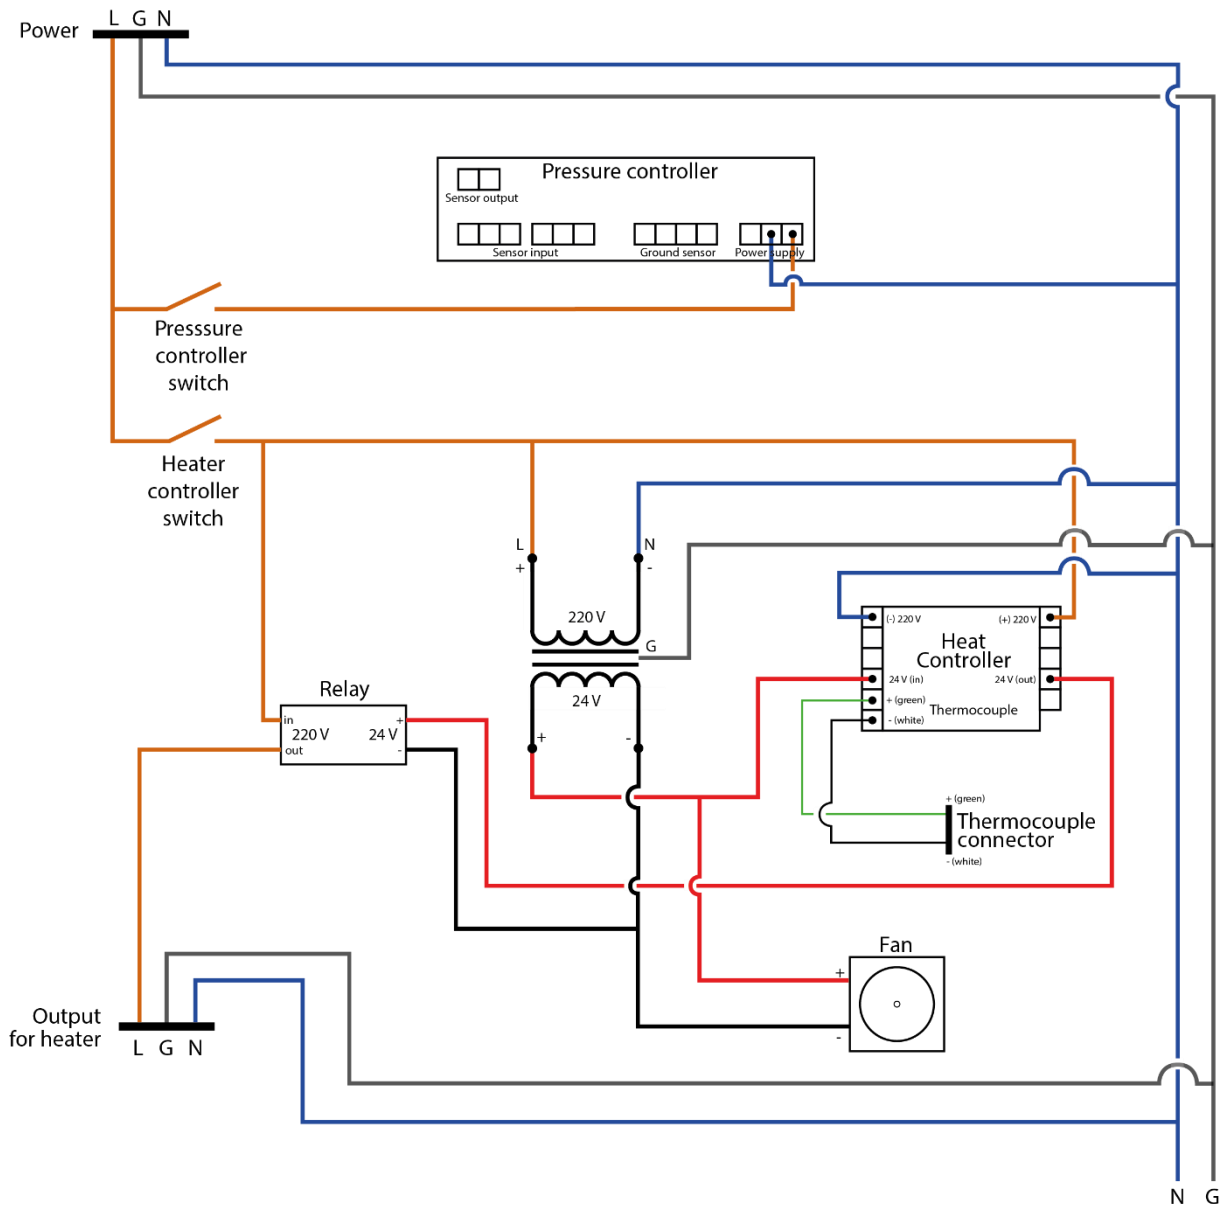 L G N
Power
Pressure controller
Sensor output
Sensor input
Ground sensor
Power supply
Presssure
controller
switch
Heater
controller
switch
L
+
N
-
220 V
G
24 V
+
-
(-) 220 V
(+) 220 V
Heat
Controller
24 V (in)
24 V (out)
+ (green)
Thermocouple
- (white)
Relay
in
+
220 V
24 V
out
-
+ (green)
Thermocouple
connector
- (white)
Fan
+
-
Output
for heater
L G N
N G